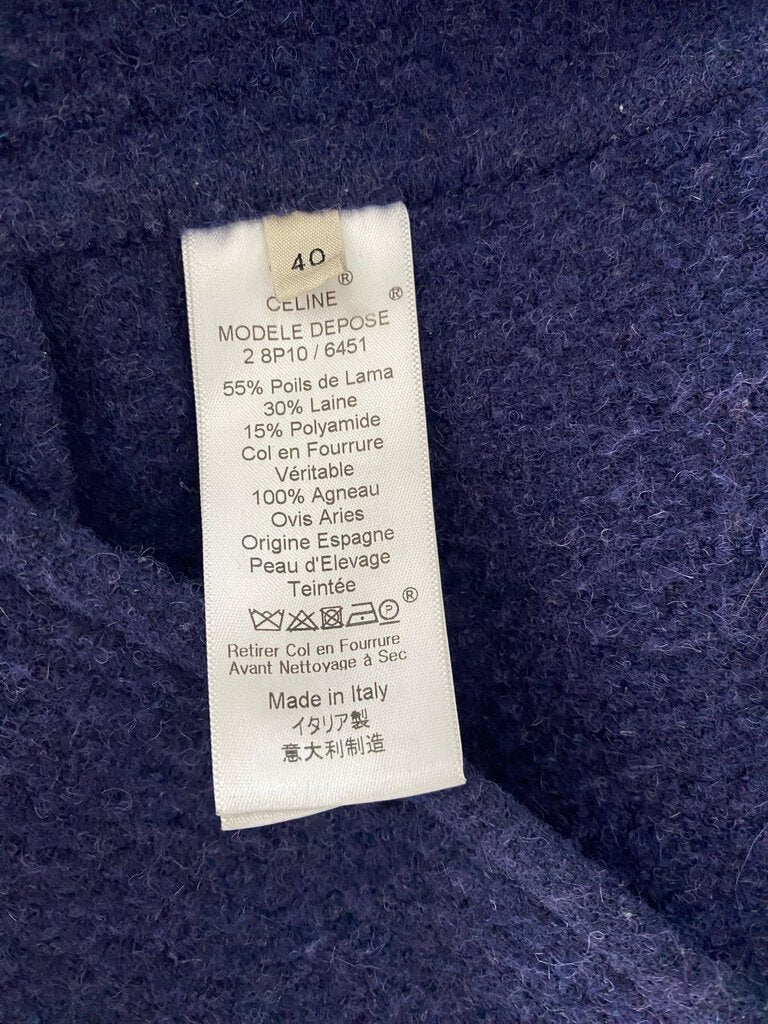 40
®
CELINE
®
MODELE DEPOSE
2 8P10 / 6451
55% Poils de Lama
30% Laine
15% Polyamide
Col en Fourrure
Véritable
100% Agneau
Ovis Aries
Origine Espagne
Peau d'Elevage
Teintée
P ®
Retirer Col en Fourrure
Avant Nettoyage à Sec
Made in Italy
イタリア製
意大利制造